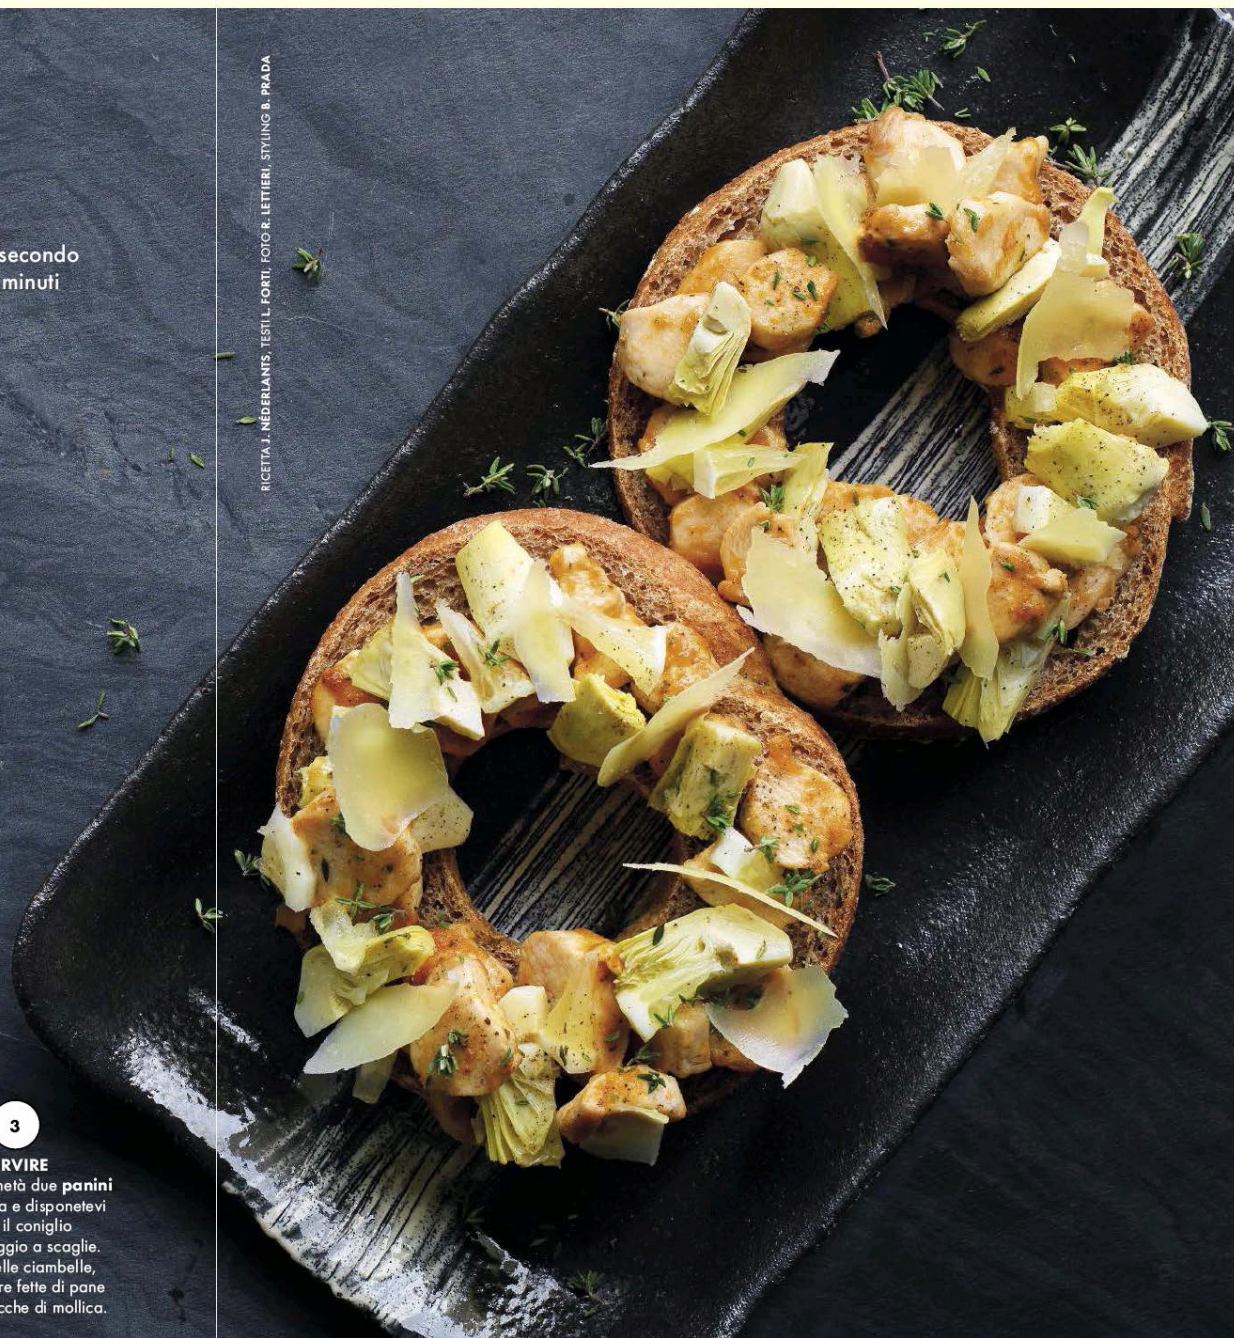 secondo
minuti
RICETTA J. NEDERLANTS, TESTI L. FORTI, FOTO R. LETTIERI, STYLING B. PRADA
3
RVIRE
metà due panini
a e disponetevi
il coniglio
ggio a scaglie.
elle ciambelle,
re fette di pane
cche di mollica.